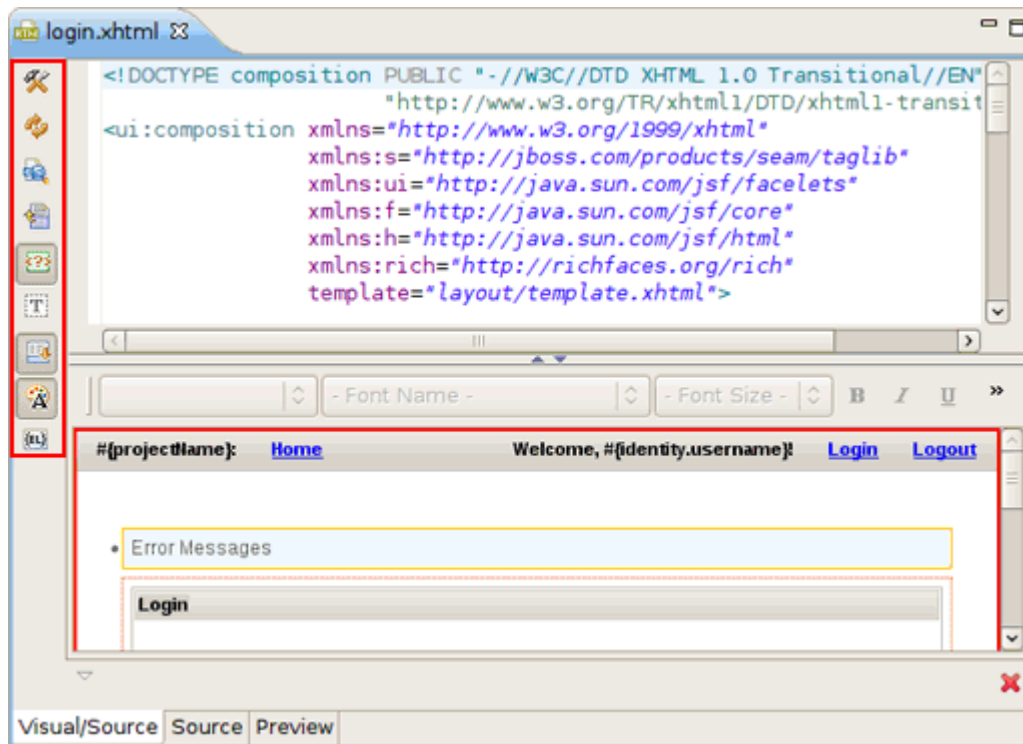 login.xhtml
<!DOCTYPE composition PUBLIC "-//W3C//DTD XHTML 1.0 Transitional//EN"
"http://www.w3.org/TR/xhtml1/DTD/xhtml1-transit
<ui:composition xmlns="http://www.w3.org/1999/xhtml"
xmlns:s="http://jboss.com/products/seam/taglib"
xmlns:ui="http://java.sun.com/jsf/facelets"
xmlns:f="http://java.sun.com/jsf/core"
xmlns:h="http://java.sun.com/jsf/html"
xmlns:rich="http://richfaces.org/rich"
template="layout/template.xhtml">
- Font Name - - Font Size - B I U »
#{projectName}: Home Welcome, #{identity.username}! Login Logout
• Error Messages
Login
Visual/Source Source Preview